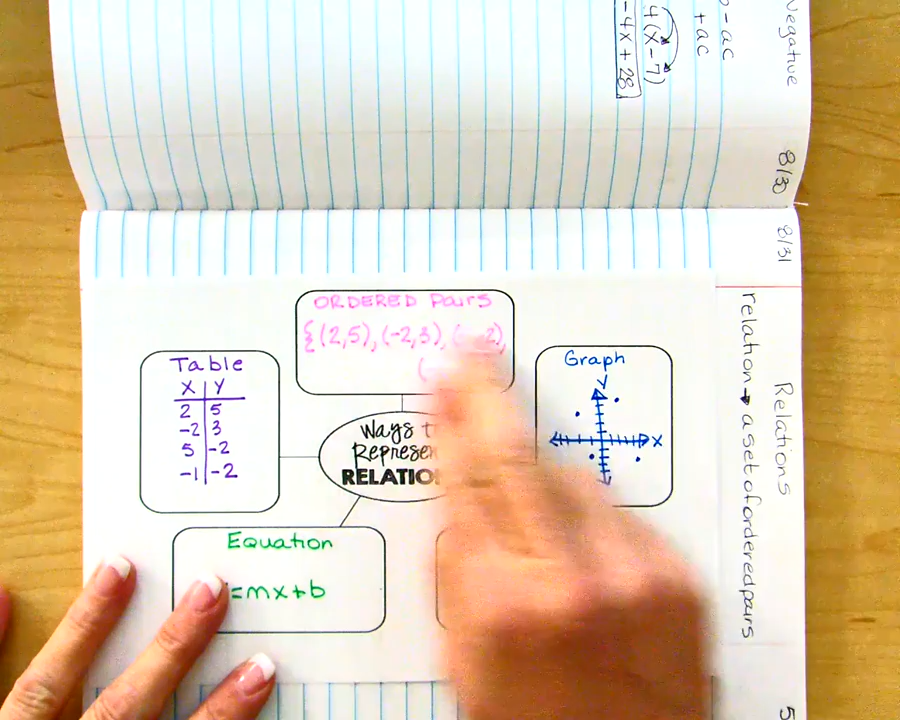 Negative
- ac
+ ac
4(x-7)
-4x+28
8/30
8/31
Relations
relation → a set of ordered pairs
5
ORDERED Pairs
{(2,5), (-2,3), ( 2),
(
Table
X Y
2 5
-2 3
5 -2
-1 -2
Graph
Y
X
Ways
RELATIO
Equation
=mx+b